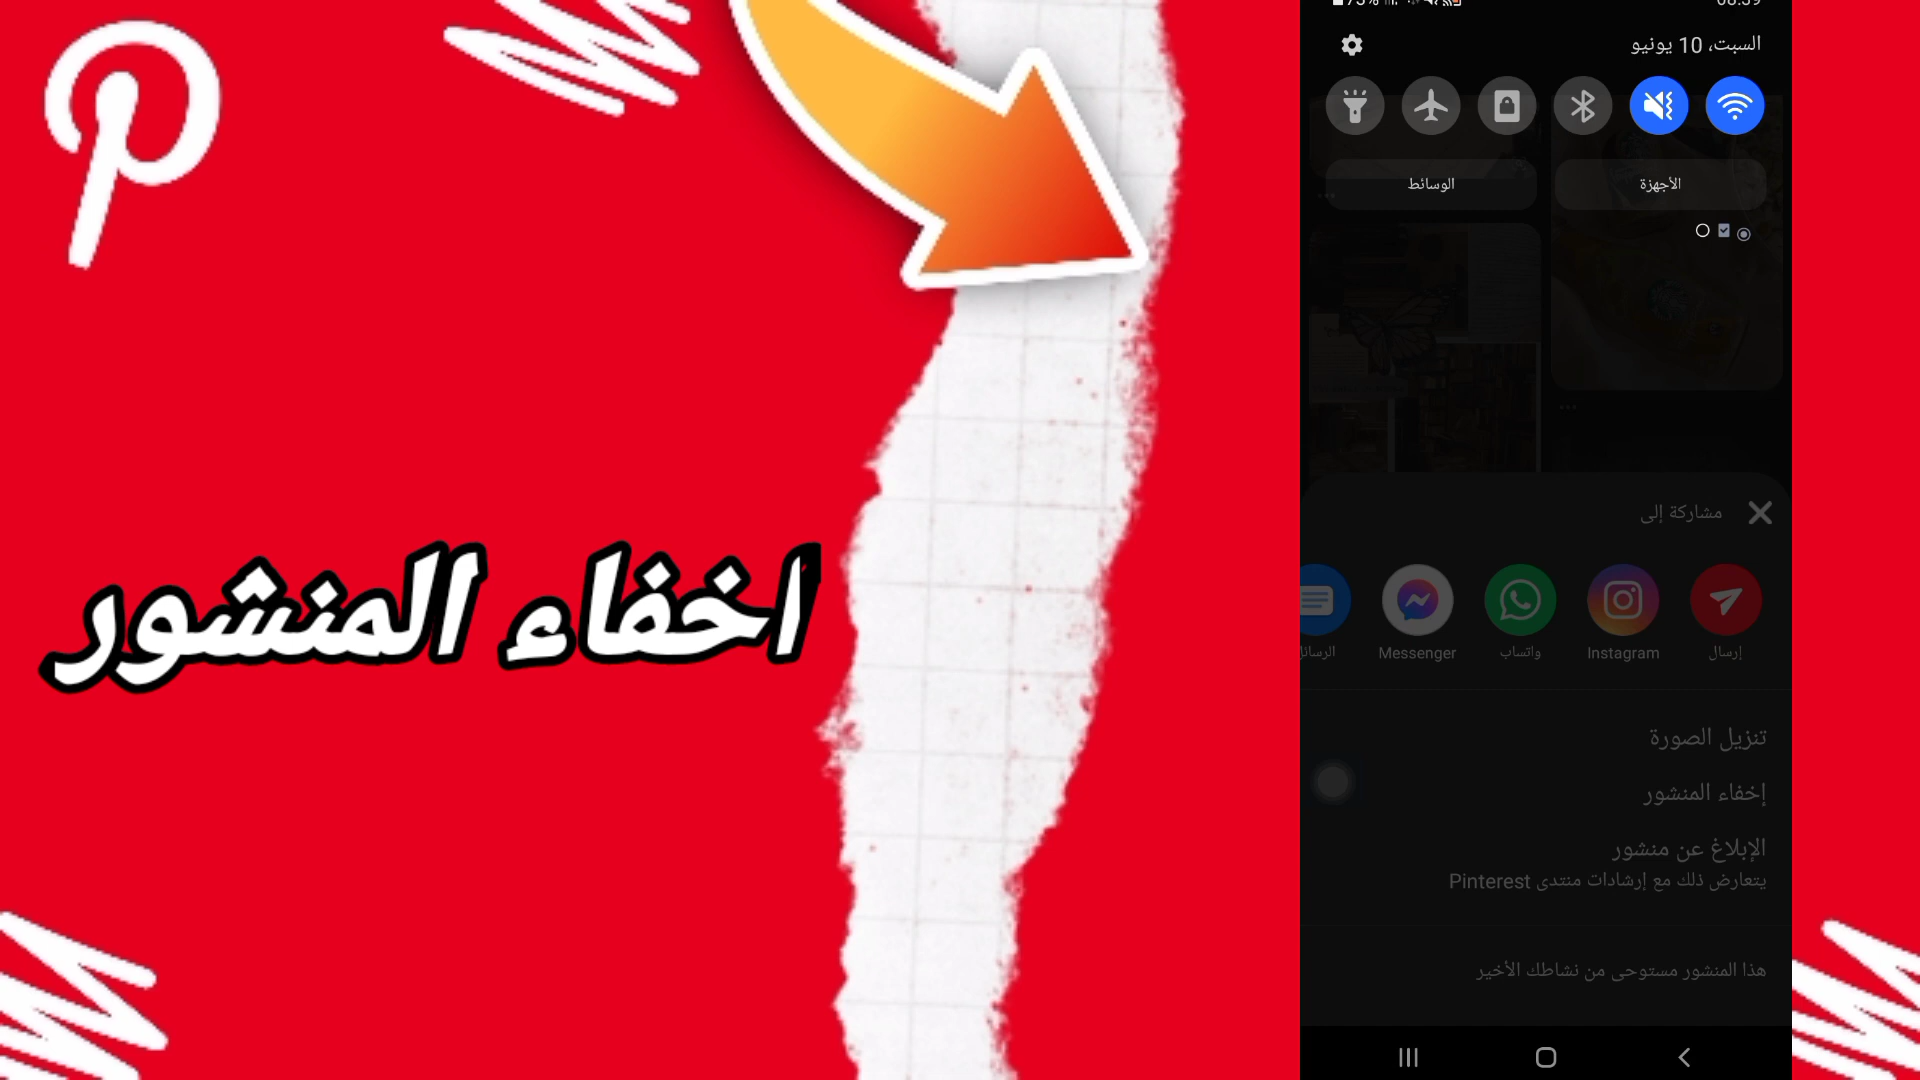 اخفاء المنشور
السبت، 10 يونيو
الأجهزة
الوسائط
مشاركة إلى
إرسال
Instagram
واتساب
Messenger
تنزيل الصورة
إخفاء المنشور
الإبلاغ عن منشور
يتعارض ذلك مع إرشادات منتدى Pinterest
هذا المنشور مستوحى من نشاطك الأخير